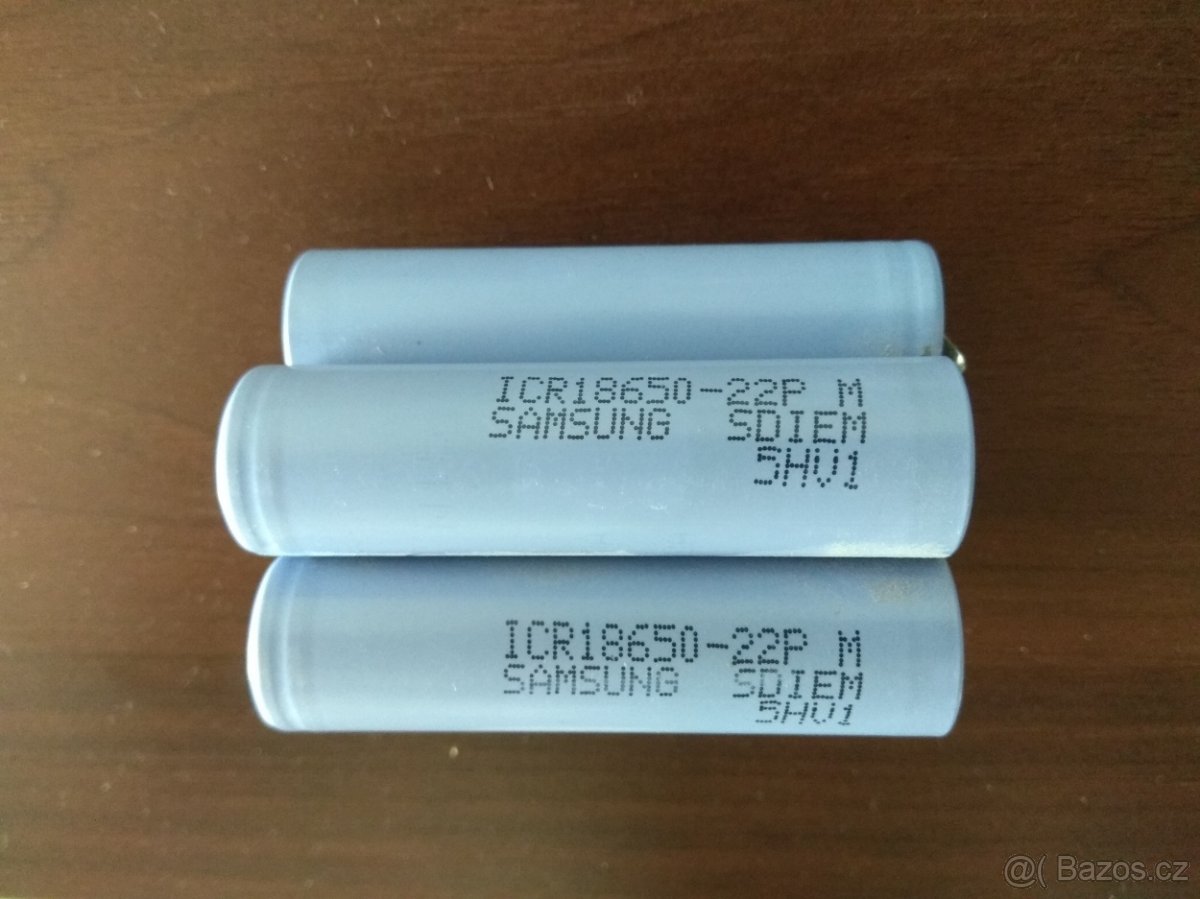 ICR18650-22P M
SAMSUNG SDIEM
5HV1
ICR18650-22P M
SAMSUNG SDIEM
5HV1
@( Bazos.cz